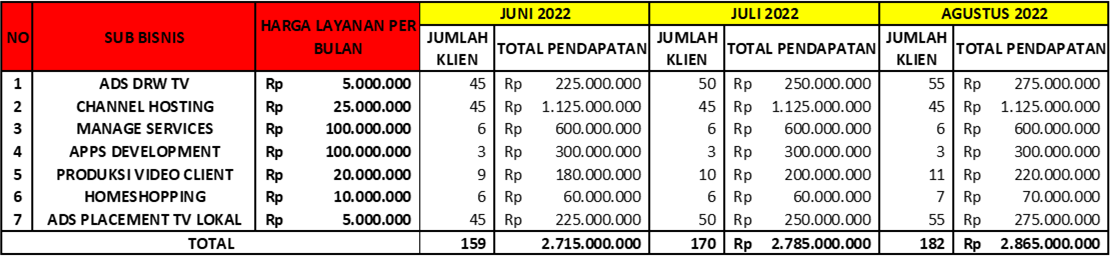 NO SUB BISNIS HARGA LAYANAN PER BULAN JUNI 2022 JULI 2022 AGUSTUS 2022
JUMLAH KLIEN TOTAL PENDAPATAN JUMLAH KLIEN TOTAL PENDAPATAN JUMLAH KLIEN TOTAL PENDAPATAN
1 ADS DRW TV Rp 5.000.000 45 Rp 225.000.000 50 Rp 250.000.000 55 Rp 275.000.000
2 CHANNEL HOSTING Rp 25.000.000 45 Rp 1.125.000.000 45 Rp 1.125.000.000 45 Rp 1.125.000.000
3 MANAGE SERVICES Rp 100.000.000 6 Rp 600.000.000 6 Rp 600.000.000 6 Rp 600.000.000
4 APPS DEVELOPMENT Rp 100.000.000 3 Rp 300.000.000 3 Rp 300.000.000 3 Rp 300.000.000
5 PRODUKSI VIDEO CLIENT Rp 20.000.000 9 Rp 180.000.000 10 Rp 200.000.000 11 Rp 220.000.000
6 HOMESHOPPING Rp 10.000.000 6 Rp 60.000.000 6 Rp 60.000.000 7 Rp 70.000.000
7 ADS PLACEMENT TV LOKAL Rp 5.000.000 45 Rp 225.000.000 50 Rp 250.000.000 55 Rp 275.000.000
TOTAL 159 2.715.000.000 170 Rp 2.785.000.000 182 Rp 2.865.000.000